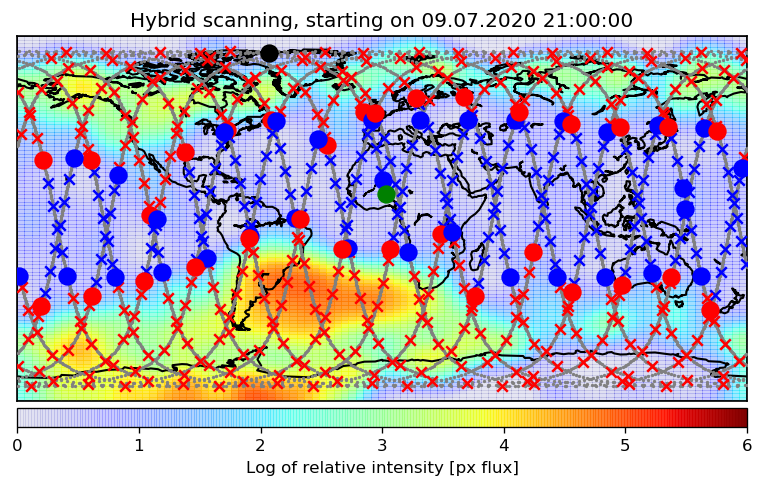 Hybrid scanning, starting on 09.07.2020 21:00:00
0 1 2 3 4 5 6
Log of relative intensity [px flux]